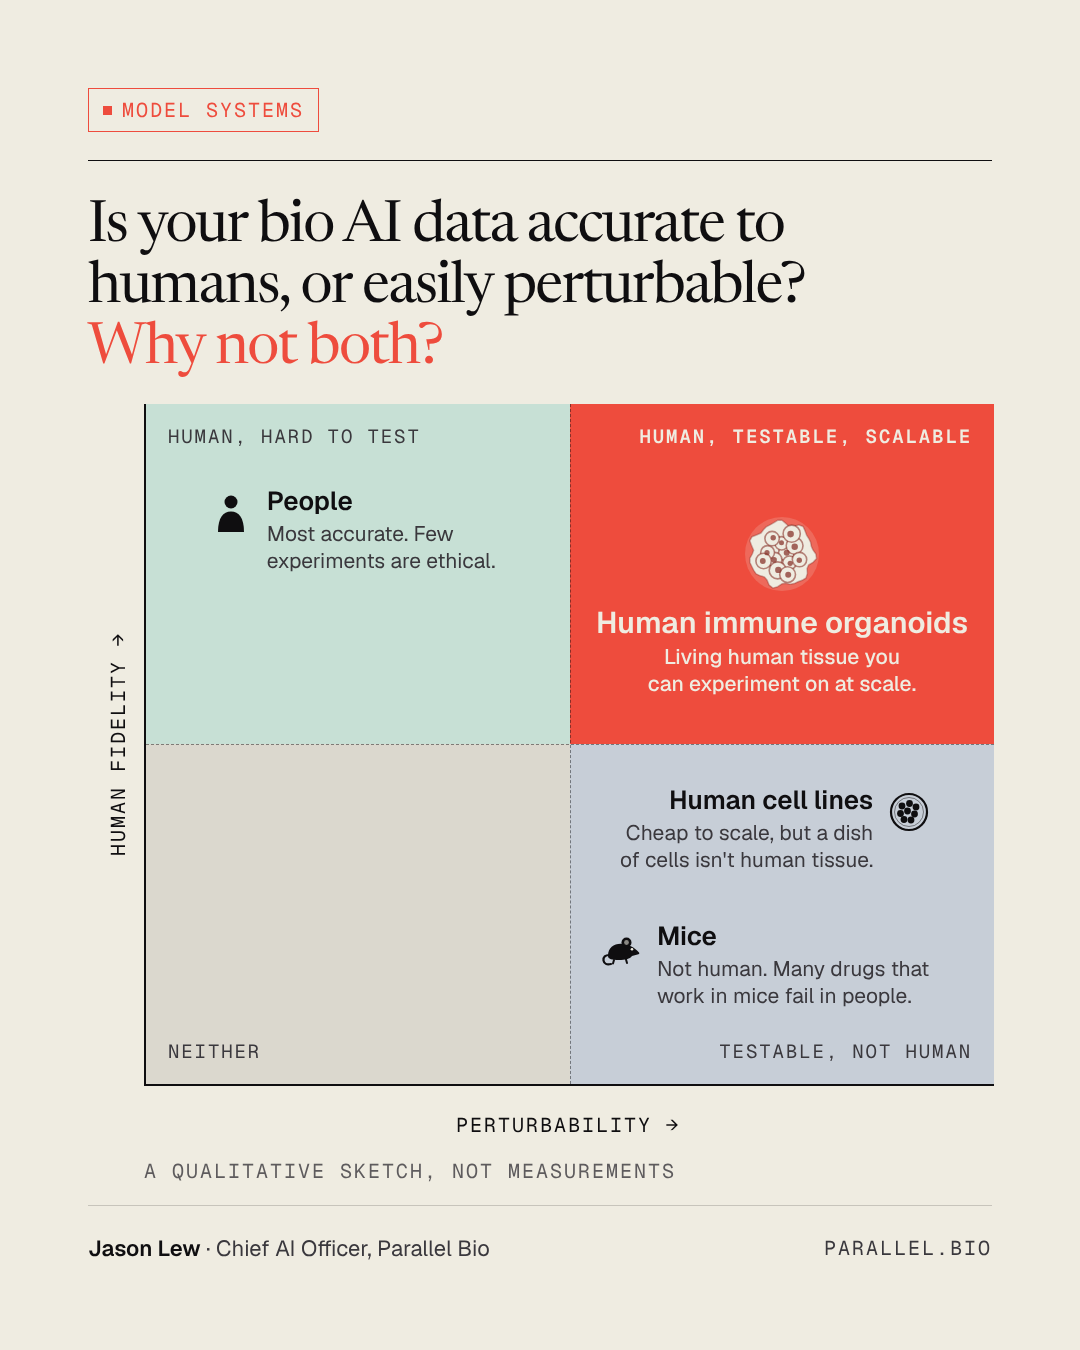 MODEL SYSTEMS
Is your bio AI data accurate to
humans, or easily perturbable?
Why not both?
HUMAN, HARD TO TEST
People
Most accurate. Few
experiments are ethical.
HUMAN, TESTABLE, SCALABLE
Human immune organoids
Living human tissue you
can experiment on at scale.
HUMAN FIDELITY →
NEITHER
Human cell lines
Cheap to scale, but a dish
of cells isn't human tissue.
Mice
Not human. Many drugs that
work in mice fail in people.
TESTABLE, NOT HUMAN
PERTURBABILITY →
A QUALITATIVE SKETCH, NOT MEASUREMENTS
Jason Lew · Chief AI Officer, Parallel Bio
PARALLEL.BIO